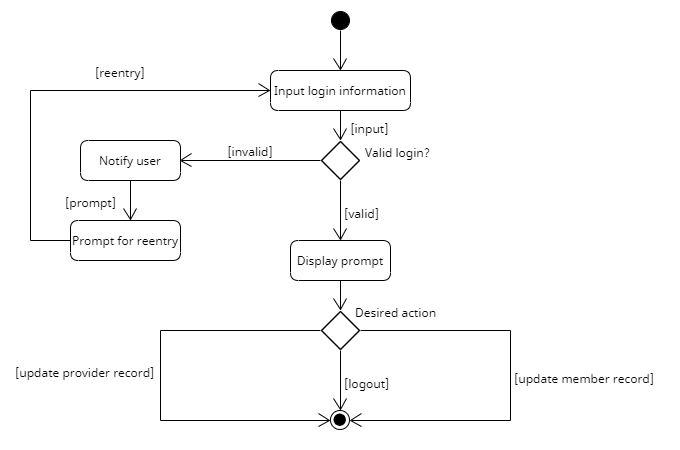 [reentry]
Input login information
[input]
Valid login?
[invalid]
Notify user
[prompt]
Prompt for reentry
[valid]
Display prompt
Desired action
[update provider record]
[logout]
[update member record]